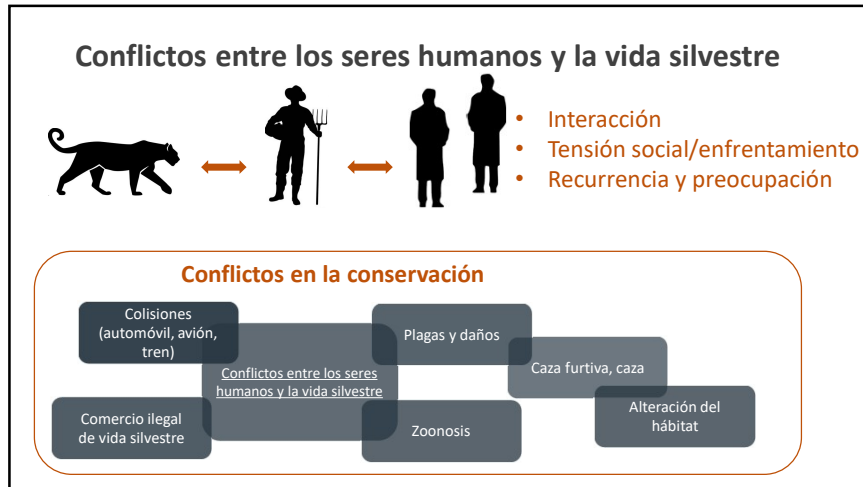 Conflictos entre los seres humanos y la vida silvestre
• Interacción
• Tensión social/enfrentamiento
• Recurrencia y preocupación
Conflictos en la conservación
Colisiones
(automóvil, avión,
tren)
Plagas y daños
Conflictos entre los seres
humanos y la vida silvestre
Caza furtiva, caza
Comercio ilegal
de vida silvestre
Zoonosis
Alteración del
hábitat